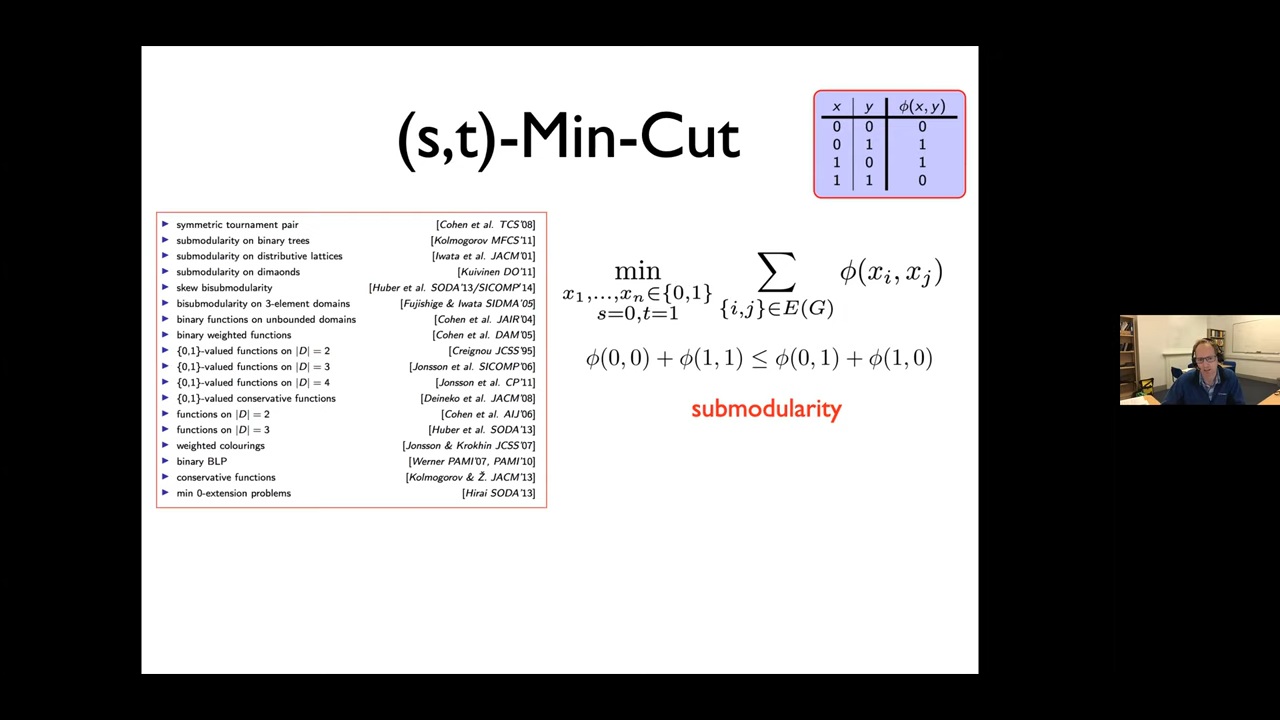 (s,t)-Min-Cut
x y ϕ(x, y)
0 0 0
0 1 1
1 0 1
1 1 0
▶ symmetric tournament pair [Cohen et al. TCS'08]
▶ submodularity on binary trees [Kolmogorov MFCS'11]
▶ submodularity on distributive lattices [Iwata et al. JACM'01]
▶ submodularity on dimaonds [Kuivinen DO'11]
▶ skew bisubmodularity [Huber et al. SODA'13/SICOMP'14]
▶ bisubmodularity on 3-element domains [Fujishige & Iwata SIDMA'05]
▶ binary functions on unbounded domains [Cohen et al. JAIR'04]
▶ binary weighted functions [Cohen et al. DAM'05]
▶ {0,1}-valued functions on |D| = 2 [Creignou JCSS'95]
▶ {0,1}-valued functions on |D| = 3 [Jonsson et al. SICOMP'06]
▶ {0,1}-valued functions on |D| = 4 [Jonsson et al. CP'11]
▶ {0,1}-valued conservative functions [Deineko et al. JACM'08]
▶ functions on |D| = 2 [Cohen et al. AIJ'06]
▶ functions on |D| = 3 [Huber et al. SODA'13]
▶ weighted colourings [Jonsson & Krokhin JCSS'07]
▶ binary BLP [Werner PAMI'07, PAMI'10]
▶ conservative functions [Kolmogorov & Ž. JACM'13]
▶ min 0-extension problems [Hirai SODA'13]
min ∑ ϕ(x_i, x_j)
x_1,...,x_n∈{0,1} {i,j}∈E(G)
s=0,t=1
ϕ(0, 0) + ϕ(1, 1) ≤ ϕ(0, 1) + ϕ(1, 0)
submodularity